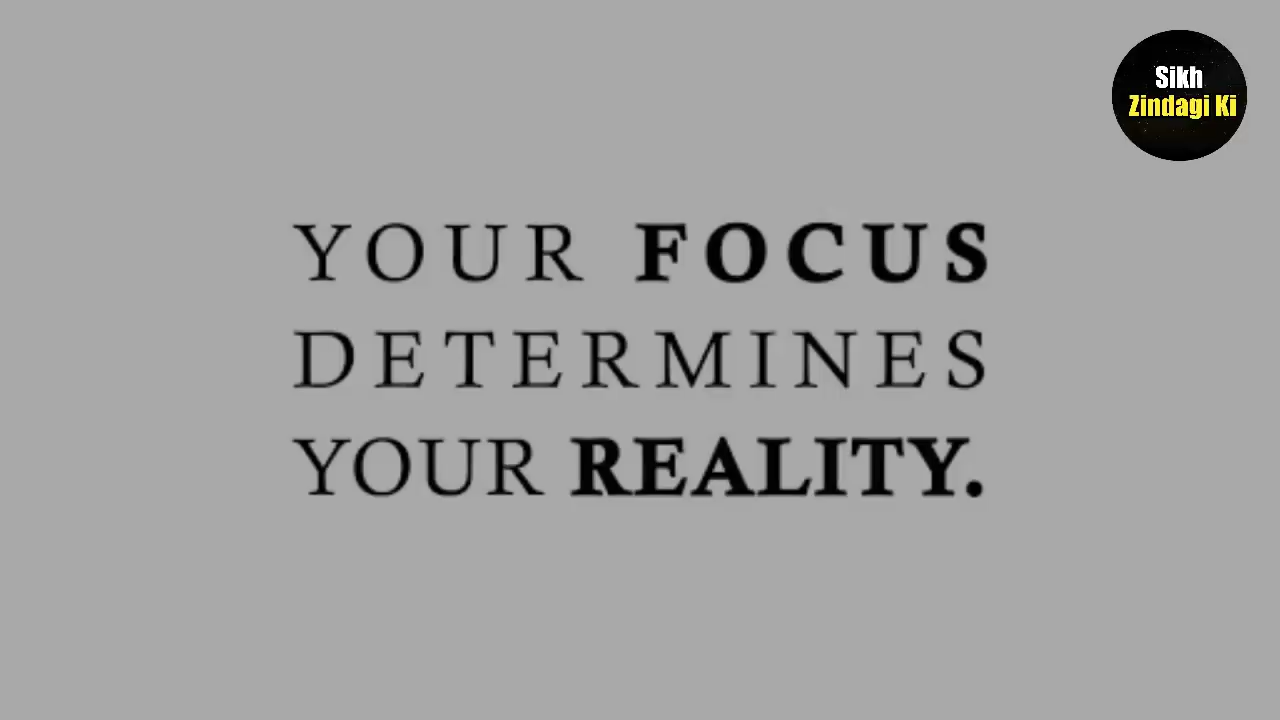 Sikh
Zindagi Ki
YOUR FOCUS
DETERMINES
YOUR REALITY.